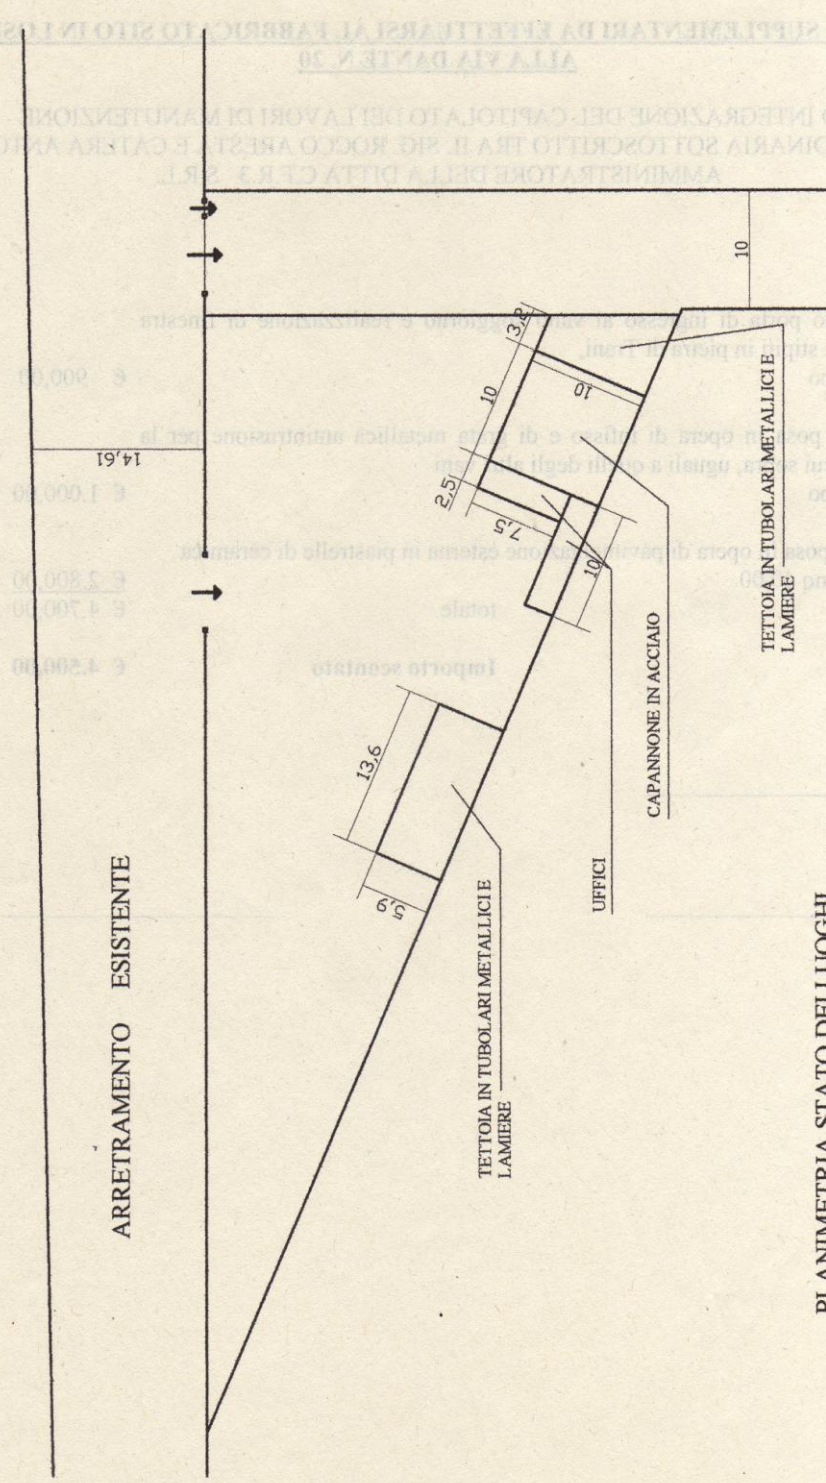 SUPPLEMENTARI DA EFFETTUARSI AL FABBRICATO SITO IN
ALLA VIA DANTE N. 20
INTEGRAZIONE DEL CAPITOLATO DEI LAVORI DI MANUTENZIONE
SOTTOSCRITTO TRA IL SIG. ROCCO ARESTA E CATERA
AMMINISTRATORE DELLA DITTA C.F.R.3 S.R.L.
porta di ingresso al vano soggiorno e realizzazione di finestra
stipiti in pietra di Trani,
€ 900,00
posa in opera di infisso e di grata metallica antintrusione per la
sopra, uguali a quelli degli altri vani
€ 1.000,00
posa in opera di pavimentazione esterna in piastrelle di ceramica
€ 2.800,00
totale € 4.700,00
Importo scontato € 4.500,00
ARRETRAMENTO ESISTENTE
14,61
5,9
13,6
TETTOIA IN TUBOLARI METALLICI E
LAMIERE
2,5
7,5
10
3,2
10
10
UFFICI
CAPANNONE IN ACCIAIO
TETTOIA IN TUBOLARI METALLICI E
LAMIERE
10
PLANIMETRIA STATO DEI LUOGHI